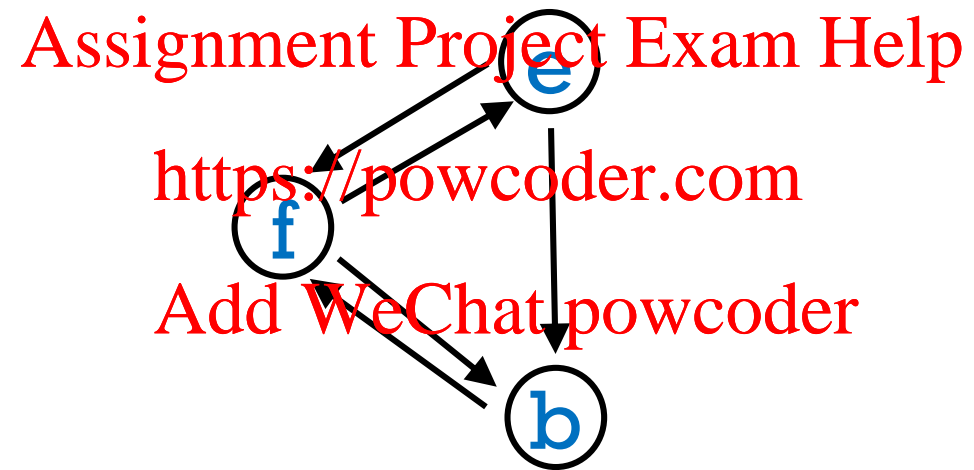 Assignment Project Exam Help
e
https://powcoder.com
f
Add WeChat powcoder
b